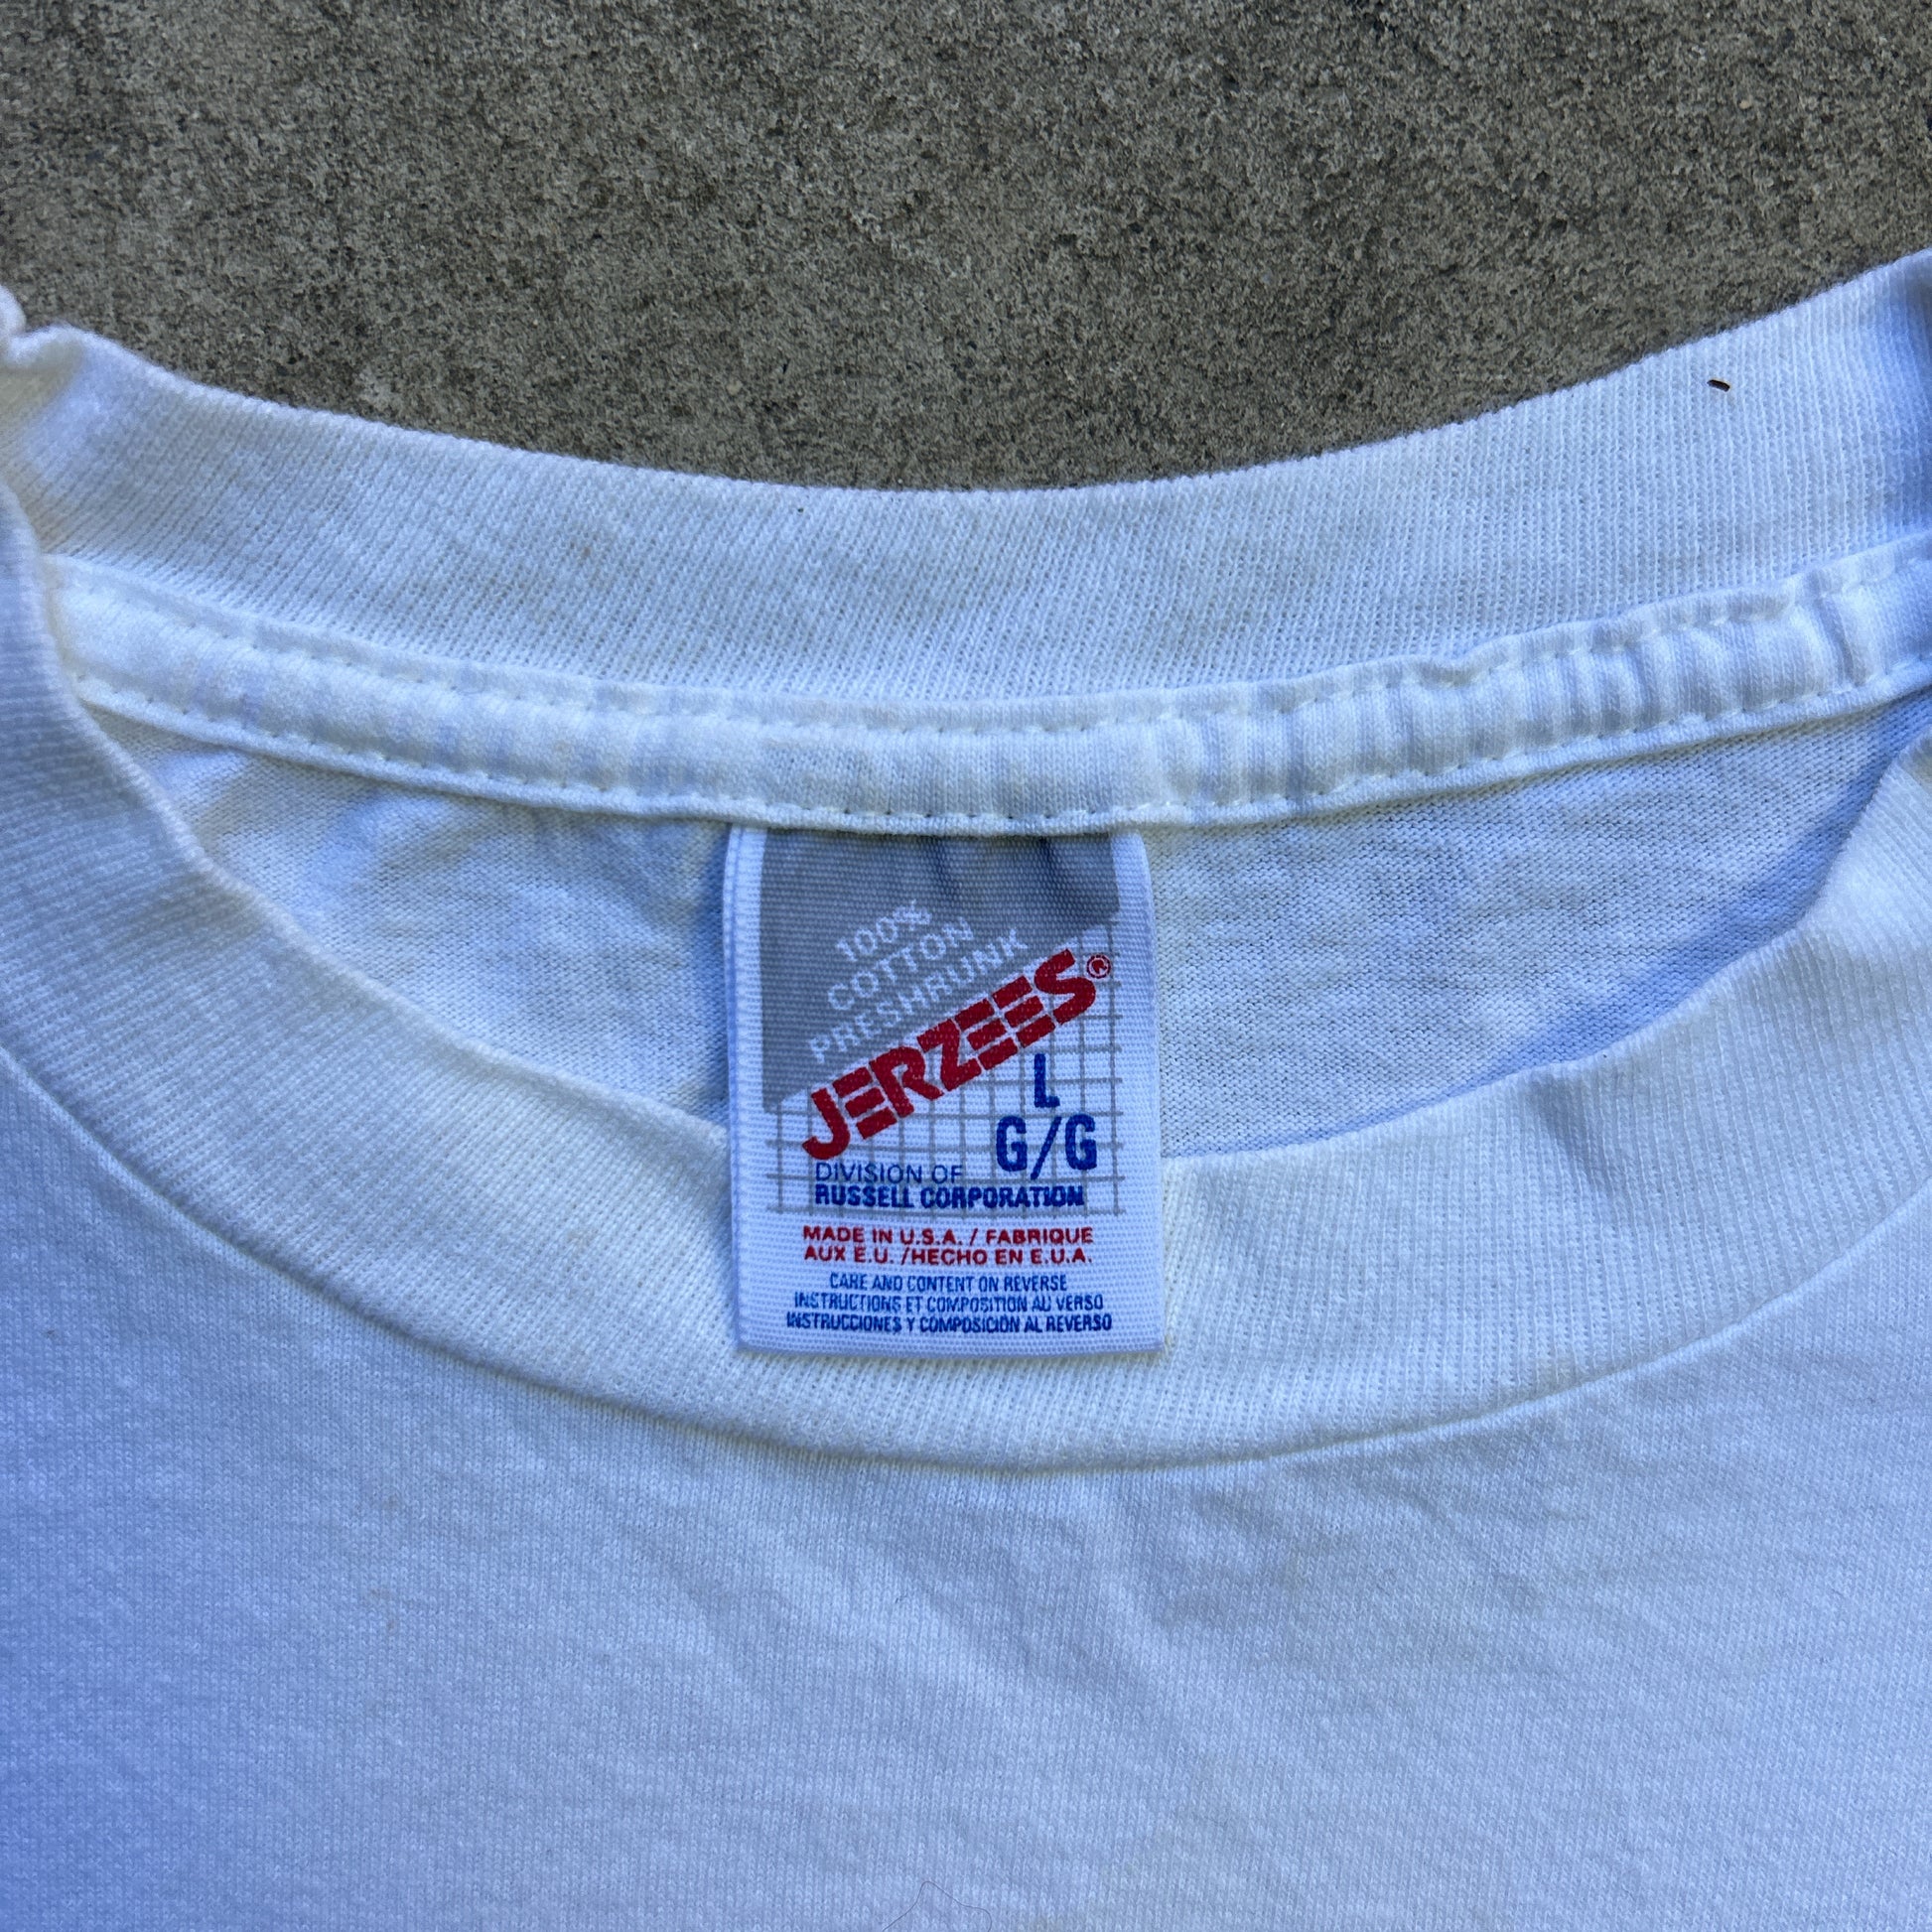 100%
COTTON
PRESHRUNK
JERZEES®
L
G/G
DIVISION OF
RUSSELL CORPORATION
MADE IN U.S.A. / FABRIQUE
AUX E.U. /HECHO EN E.U.A.
CARE AND CONTENT ON REVERSE
INSTRUCTIONS ET COMPOSITION AU VERSO
INSTRUCCIONES Y COMPOSICION AL REVERSO